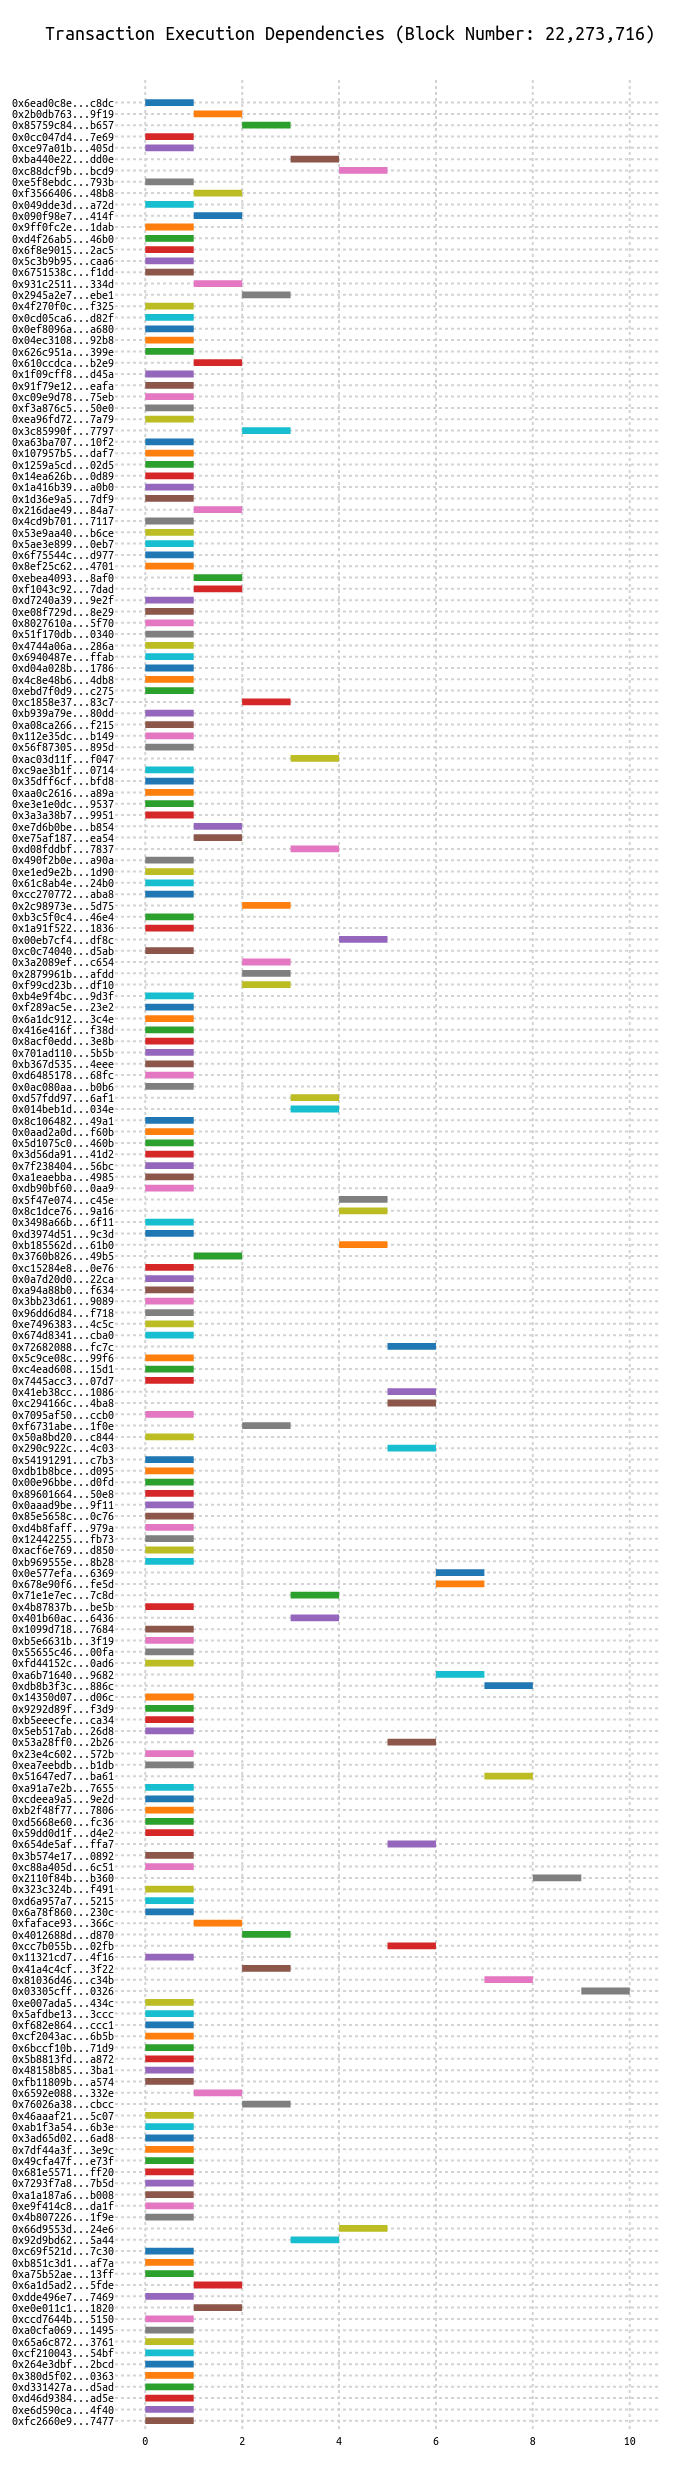 Transaction Execution Dependencies (Block Number: 22,273,716)
0x6ead0c8e...c8dc
0x2b0db763...9f19
0x85759c84...b657
0x0cc047d4...7e69
0xce97a01b...405d
0xba440e22...dd0e
0xc88dcf9b...bcd9
0xe5f8ebdc...793b
0xf3566406...48b8
0x049dde3d...a72d
0x090f98e7...414f
0x9ff0fc2e...1dab
0xd4f26ab5...46b0
0x6f8e9015...2ac5
0x5c3b9b95...caa6
0x6751538c...f1dd
0x931c2511...334d
0x2945a2e7...ebe1
0x4f270f0c...f325
0x0cd05ca6...d82f
0x0ef8096a...a680
0x04ec3108...92b8
0x626c951a...399e
0x610ccdca...b2e9
0x1f09cff8...d45a
0x91f79e12...eafa
0xc09e9d78...75eb
0xf3a876c5...50e0
0xea96fd72...7a79
0x3c85990f...7797
0xa63ba707...10f2
0x107957b5...daf7
0x1259a5cd...02d5
0x14ea626b...0d89
0x1a416b39...a0b0
0x1d36e9a5...7df9
0x216dae49...84a7
0x4cd9b701...7117
0x53e9aa40...b6ce
0x5ae3e899...0eb7
0x6f75544c...d977
0x8ef25c62...4701
0xebea4093...8af0
0xf1043c92...7dad
0xd7240a39...9e2f
0xe08f729d...8e29
0x8027610a...5f70
0x51f170db...0340
0x4744a06a...286a
0x6940487e...ffab
0xd04a028b...1786
0x4c8e48b6...4db8
0xebd7f0d9...c275
0xc1858e37...83c7
0xb939a79e...80dd
0xa08ca266...f215
0x112e35dc...b149
0x56f87305...895d
0xac03d11f...f047
0xc9ae3b1f...0714
0x35dff6cf...bfd8
0xaa0c2616...a89a
0xe3e1e0dc...9537
0x3a3a38b7...9951
0xe7d6b0be...b854
0xe75af187...ea54
0xd08fddbf...7837
0x490f2b0e...a90a
0xe1ed9e2b...1d90
0x61c8ab4e...24b0
0xcc270772...aba8
0x2c98973e...5d75
0xb3c5f0c4...46e4
0x1a91f522...1836
0x00eb7cf4...df8c
0xc0c74040...d5ab
0x3a2089ef...c654
0x2879961b...afdd
0xf99cd23b...df10
0xb4e9f4bc...9d3f
0xf289ac5e...23e2
0x6a1dc912...3c4e
0x416e416f...f38d
0x8acf0edd...3e8b
0x701ad110...5b5b
0xb367d535...4eee
0xd6485178...68fc
0x0ac080aa...b0b6
0xd57fdd97...6af1
0x014beb1d...034e
0x8c106482...49a1
0x0aad2a0d...f60b
0x5d1075c0...460b
0x3d56da91...41d2
0x7f238404...56bc
0xa1eaebba...4985
0xdb90bf60...0aa9
0x5f47e074...c45e
0x8c1dce76...9a16
0x3498a66b...6f11
0xd3974d51...9c3d
0xb185562d...61b0
0x3760b826...49b5
0xc15284e8...0e76
0x0a7d20d0...22ca
0xa94a88b0...f634
0x3bb23d61...9089
0x96dd6d84...f718
0xe7496383...4c5c
0x674d8341...cba0
0x72682088...fc7c
0x5c9ce08c...99f6
0xc4ead608...15d1
0x7445acc3...07d7
0x41eb38cc...1086
0xc294166c...4ba8
0x7095af50...ccb0
0xf6731abe...1f0e
0x50a8bd20...c844
0x290c922c...4c03
0x54191291...c7b3
0xdb1b8bce...d095
0x00e96bbe...d0fd
0x89601664...50e8
0x0aaad9be...9f11
0x85e5658c...0c76
0xd4b8faff...979a
0x12442255...fb73
0xacf6e769...d850
0xb969555e...8b28
0x0e577efa...6369
0x678e90f6...fe5d
0x71e1e7ec...7c8d
0x4b87837b...be5b
0x401b60ac...6436
0x1099d718...7684
0xb5e6631b...3f19
0x55655c46...00fa
0xfd44152c...0ad6
0xa6b71640...9682
0xdb8b3f3c...886c
0x14350d07...d06c
0x9292d89f...f3d9
0xb5eeecfe...ca34
0x5eb517ab...26d8
0x53a28ff0...2b26
0x23e4c602...572b
0xea7eebdb...b1db
0x51647ed7...ba61
0xa91a7e2b...7655
0xcdeea9a5...9e2d
0xb2f48f77...7806
0xd5668e60...fc36
0x59dd0d1f...d4e2
0x654de5af...ffa7
0x3b574e17...0892
0xc88a405d...6c51
0x2110f84b...b360
0x323c324b...f491
0xd6a957a7...5215
0x6a78f860...230c
0xfaface93...366c
0x4012688d...d870
0xcc7b055b...02fb
0x11321cd7...4f16
0x41a4c4cf...3f22
0x81036d46...c34b
0x03305cff...0326
0xe007ada5...434c
0x5afdbe13...3ccc
0xf682e864...ccc1
0xcf2043ac...6b5b
0x6bccf10b...71d9
0x5b8813fd...a872
0x48158b85...3ba1
0xfb11809b...a574
0x6592e088...332e
0x76026a38...cbcc
0x46aaaf21...5c07
0xab1f3a54...6b3e
0x3ad65d02...6ad8
0x7df44a3f...3e9c
0x49cfa47f...e73f
0x681e5571...ff20
0x7293f7a8...7b5d
0xa1a187a6...b008
0xe9f414c8...da1f
0x4b807226...1f9e
0x66d9553d...24e6
0x92d9bd62...5a44
0xc69f521d...7c30
0xb851c3d1...af7a
0xa75b52ae...13ff
0x6a1d5ad2...5fde
0xdde496e7...7469
0xe0e011c1...1820
0xccd7644b...5150
0xa0cfa069...1495
0x65a6c872...3761
0xcf210043...54bf
0x264e3dbf...2bcd
0x380d5f02...0363
0xd331427a...d5ad
0xd46d9384...ad5e
0xe6d590ca...4f40
0xfc2660e9...7477
0 2 4 6 8 10